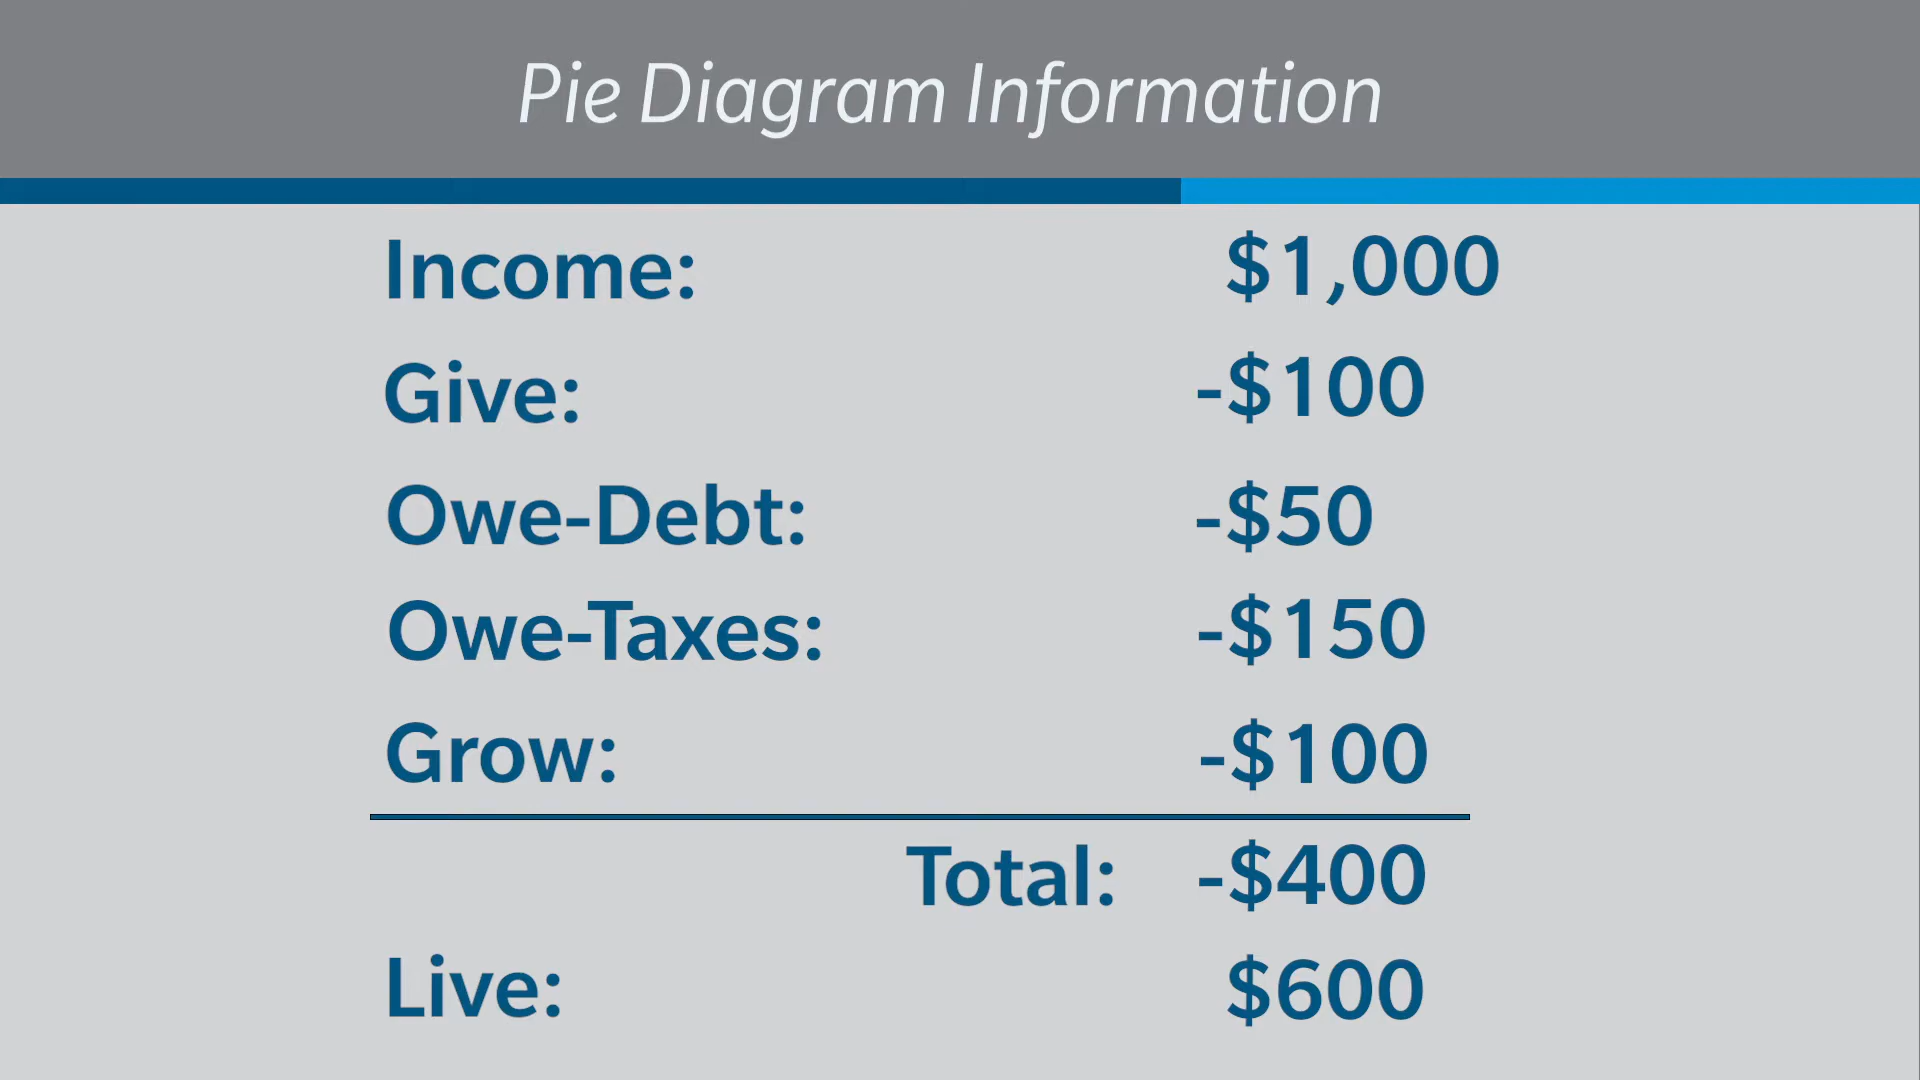 Pie Diagram Information
Income: $1,000
Give: -$100
Owe-Debt: -$50
Owe-Taxes: -$150
Grow: -$100
Total: -$400
Live: $600